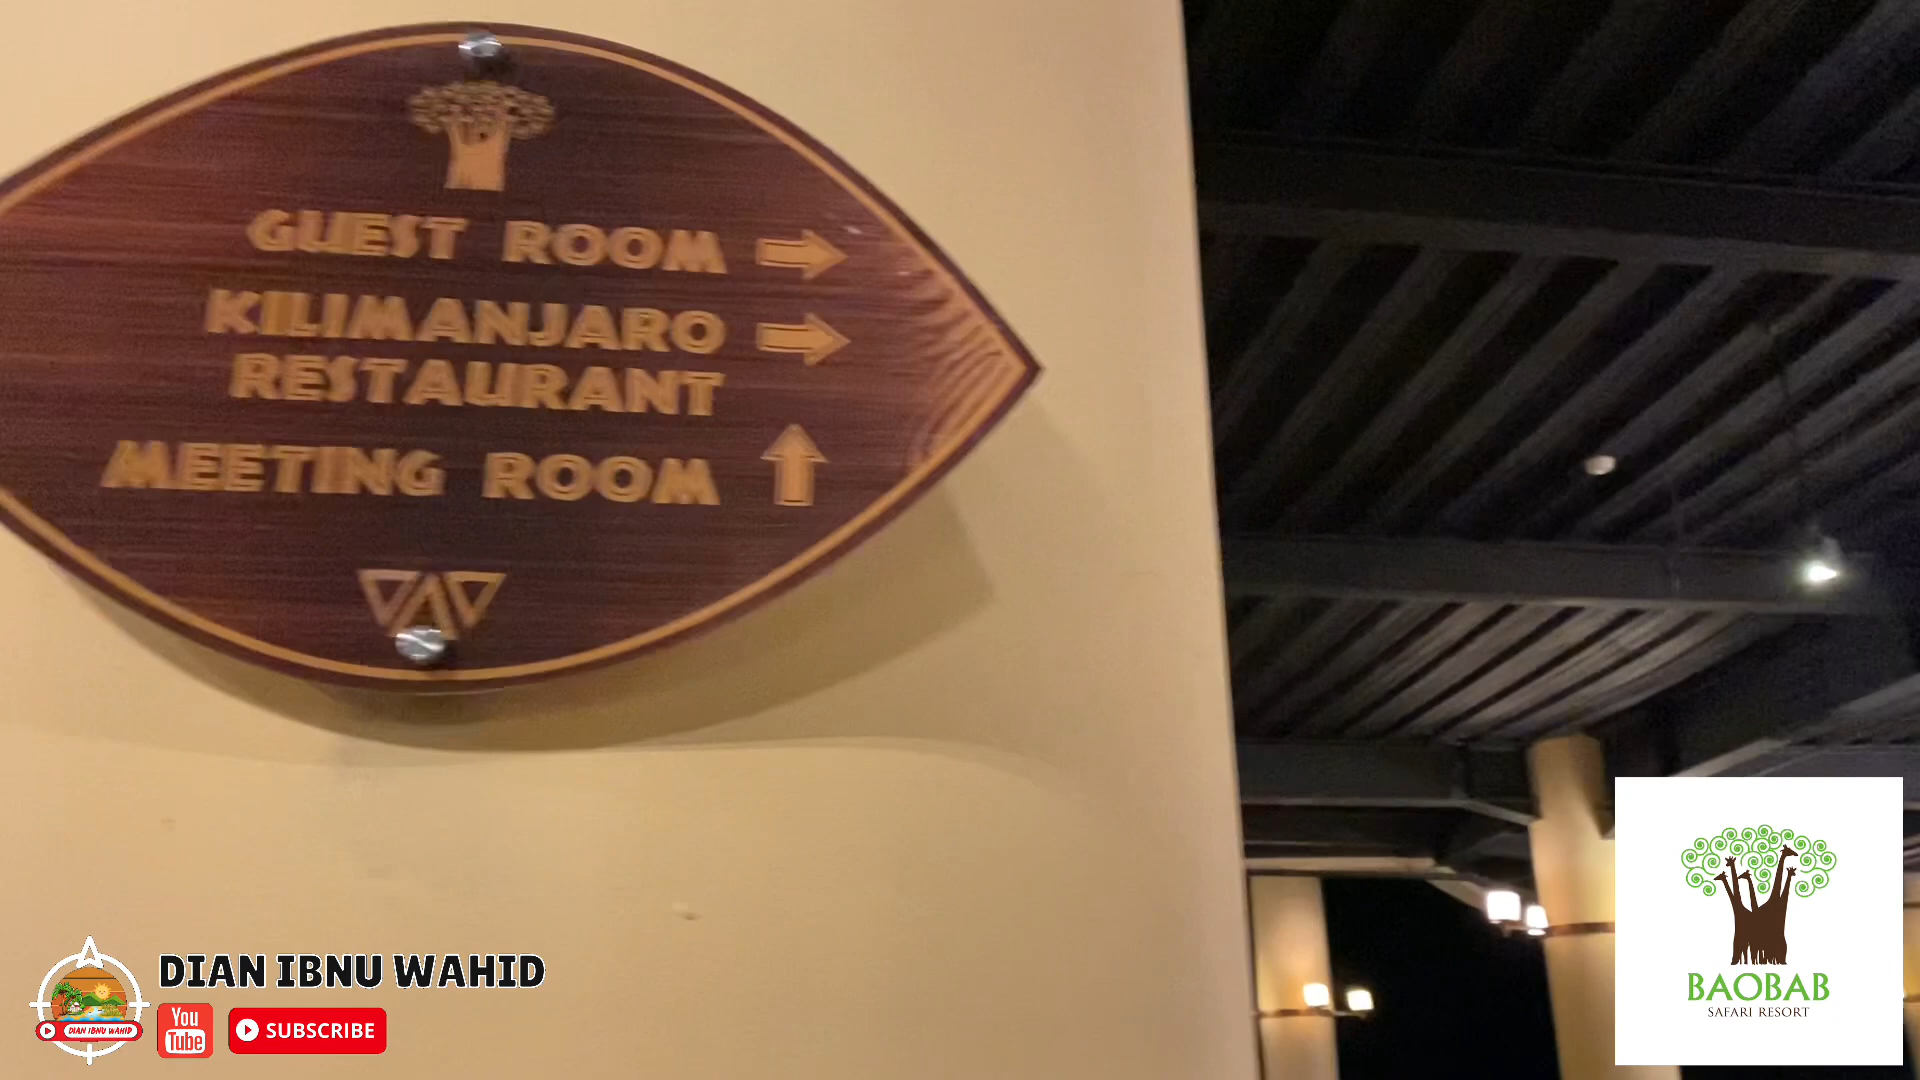 GUEST ROOM
KILIMANJARO
RESTAURANT
MEETING ROOM
DIAN IBNU WAHID
You
Tube
SUBSCRIBE
DIAN IBNU WAHID
BAOBAB
SAFARI RESORT